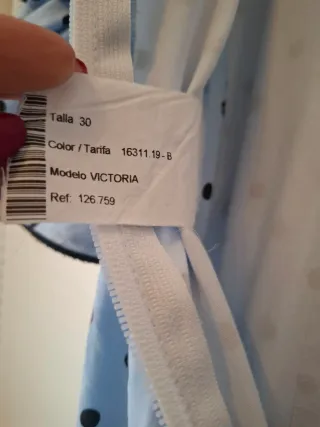 Talla 30
Color / Tarifa 16311.19 - B
Modelo VICTORIA
Ref: 126.759